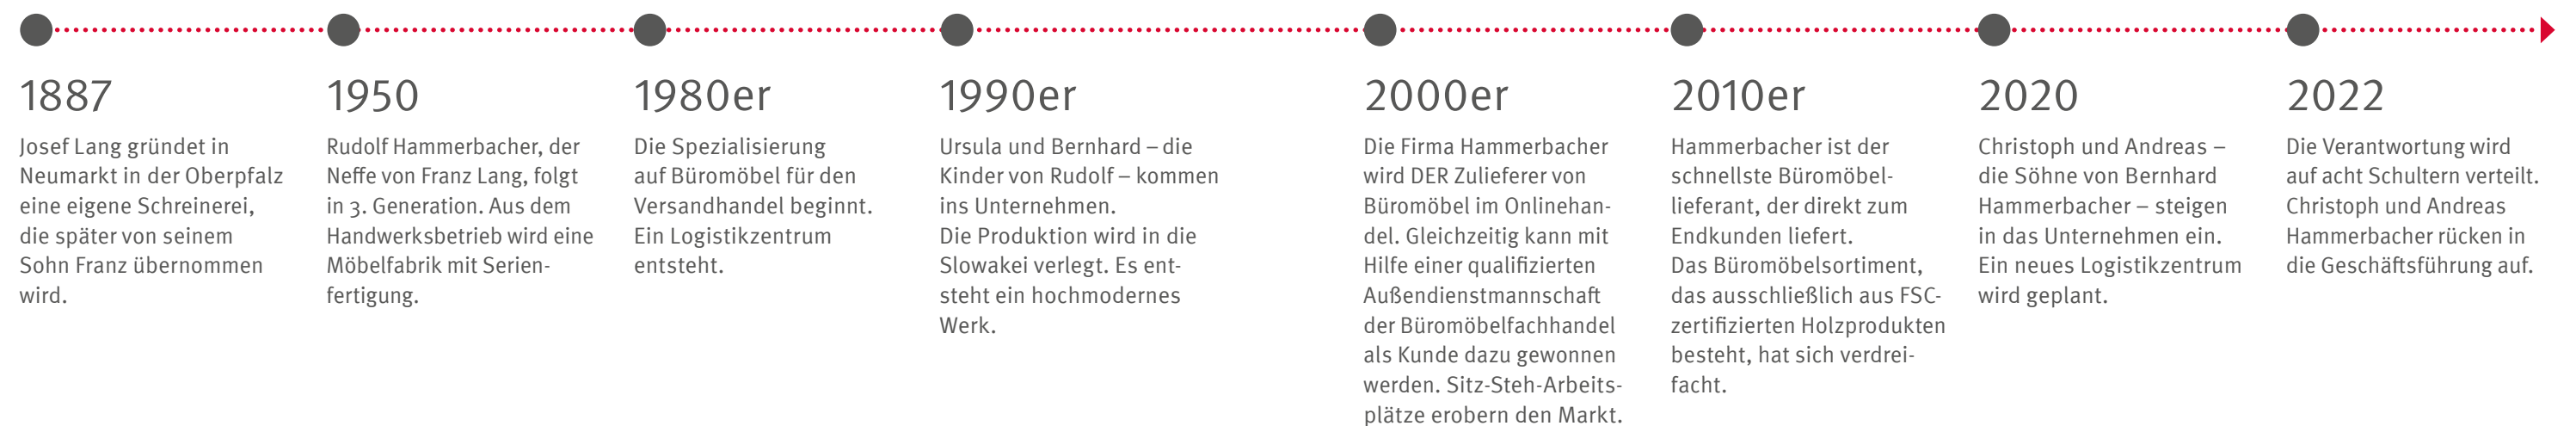 1887
Josef Lang gründet in
Neumarkt in der Oberpfalz
eine eigene Schreinerei,
die später von seinem
Sohn Franz übernommen
wird.
1950
Rudolf Hammerbacher, der
Neffe von Franz Lang, folgt
in 3. Generation. Aus dem
Handwerksbetrieb wird eine
Möbelfabrik mit Serien-
fertigung.
1980er
Die Spezialisierung
auf Büromöbel für den
Versandhandel beginnt.
Ein Logistikzentrum
entsteht.
1990er
Ursula und Bernhard – die
Kinder von Rudolf – kommen
ins Unternehmen.
Die Produktion wird in die
Slowakei verlegt. Es ent-
steht ein hochmodernes
Werk.
2000er
Die Firma Hammerbacher
wird DER Zulieferer von
Büromöbel im Onlinehan-
del. Gleichzeitig kann mit
Hilfe einer qualifizierten
Außendienstmannschaft
der Büromöbelfachhandel
als Kunde dazu gewonnen
werden. Sitz-Steh-Arbeits-
plätze erobern den Markt.
2010er
Hammerbacher ist der
schnellste Büromöbel-
lieferant, der direkt zum
Endkunden liefert.
Das Büromöbelsortiment,
das ausschließlich aus FSC-
zertifizierten Holzprodukten
besteht, hat sich verdrei-
facht.
2020
Christoph und Andreas –
die Söhne von Bernhard
Hammerbacher – steigen
in das Unternehmen ein.
Ein neues Logistikzentrum
wird geplant.
2022
Die Verantwortung wird
auf acht Schultern verteilt.
Christoph und Andreas
Hammerbacher rücken in
die Geschäftsführung auf.